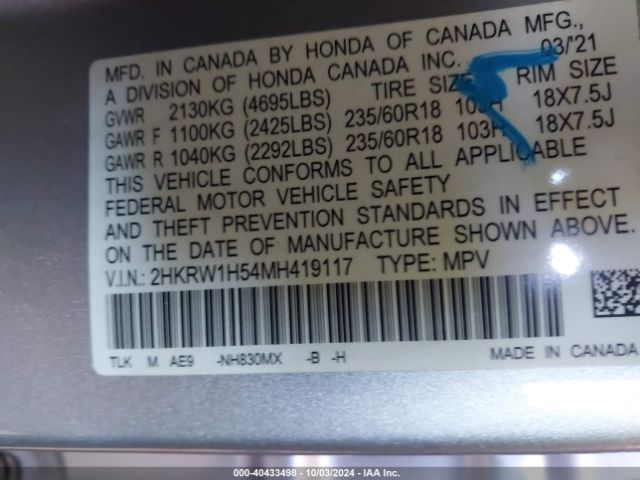 MFD. IN CANADA BY HONDA OF CANADA MFG.,
A DIVISION OF HONDA CANADA INC. 03/'21
GVWR 2130KG (4695LBS) TIRE SIZE RIM SIZE
GAWR F 1100KG (2425LBS) 235/60R18 103H 18X7.5J
GAWR R 1040KG (2292LBS) 235/60R18 103H 18X7.5J
THIS VEHICLE CONFORMS TO ALL APPLICABLE
FEDERAL MOTOR VEHICLE SAFETY
AND THEFT PREVENTION STANDARDS IN EFFECT
ON THE DATE OF MANUFACTURE SHOWN ABOVE.
V.I.N.: 2HKRW1H54MH419117 TYPE: MPV
TLK M AE9 -NH830MX -B -H
MADE IN CANADA
000-40433498 - 10/03/2024 - IAA Inc.